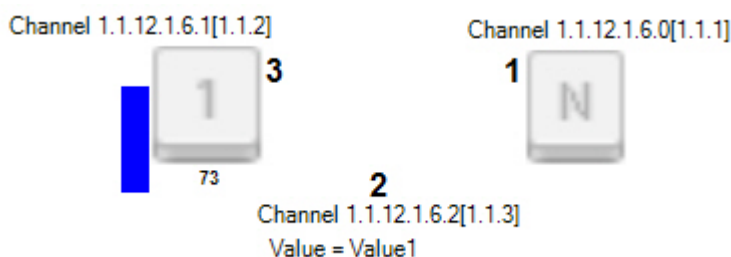 Channel 1.1.12.1.6.1[1.1.2]
Channel 1.1.12.1.6.0[1.1.1]
1
3
1
N
73
2
Channel 1.1.12.1.6.2[1.1.3]
Value = Value1